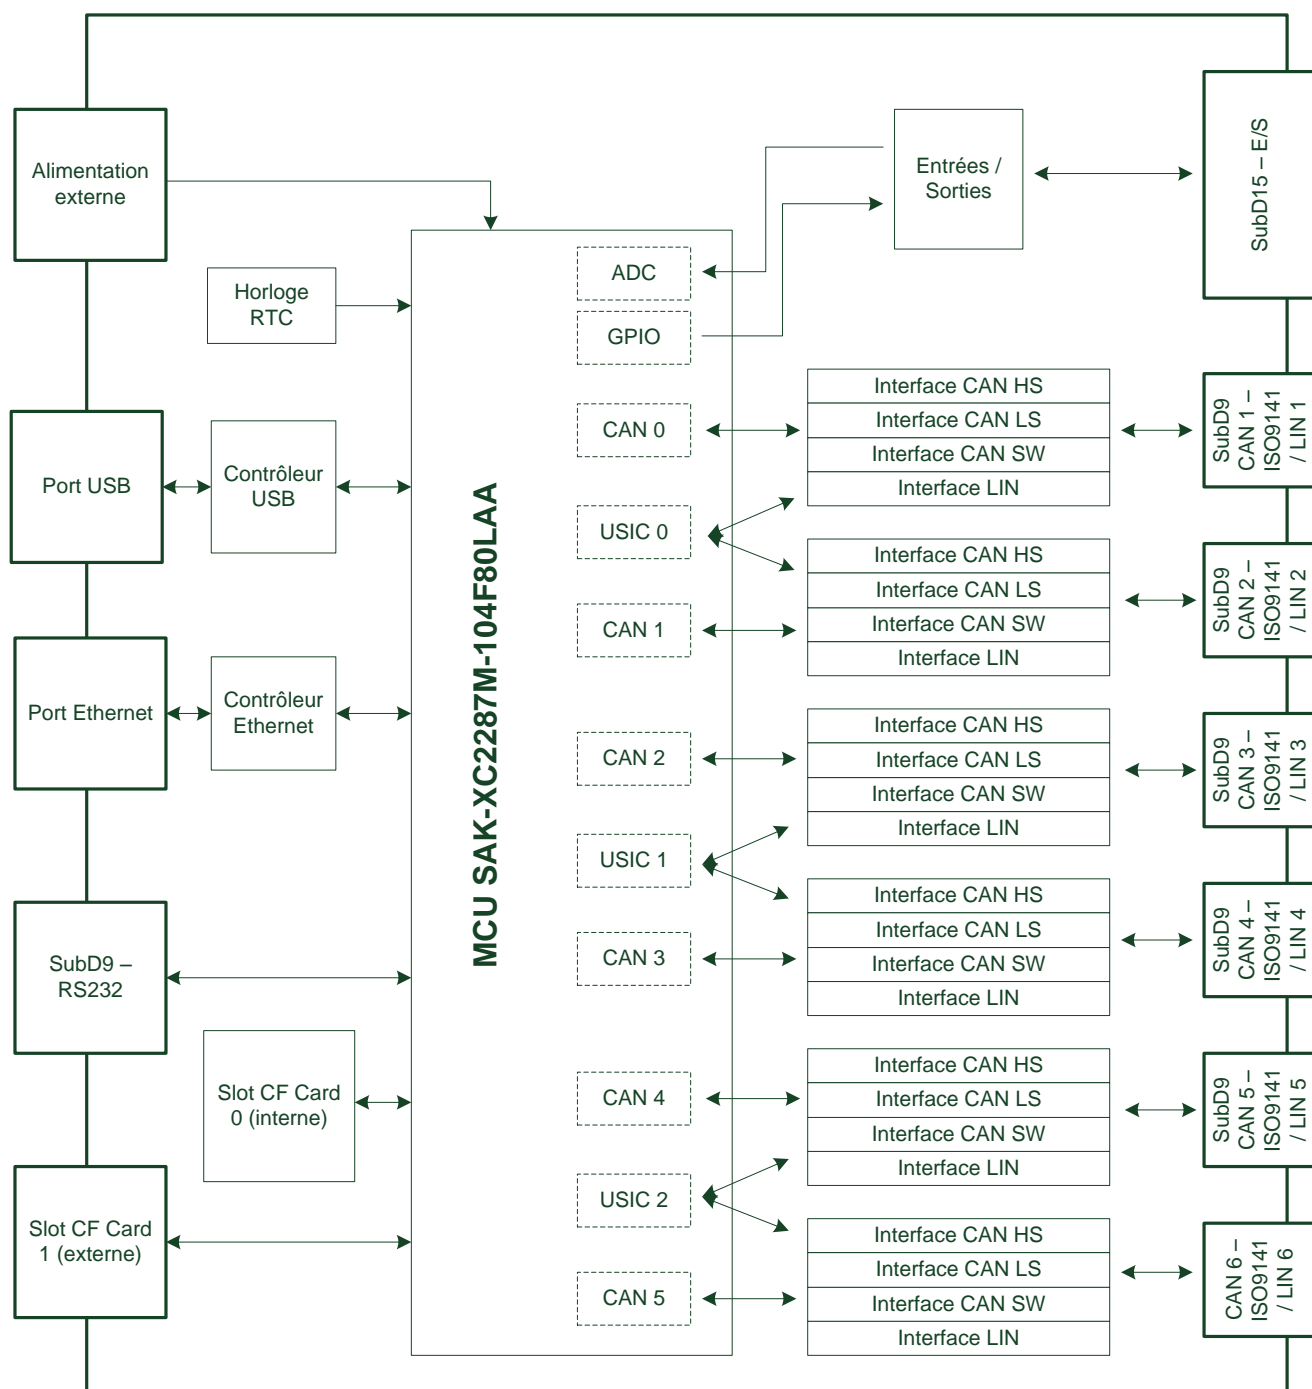 Alimentation
externe
Horloge
RTC
Port USB
Contrôleur
USB
Port Ethernet
Contrôleur
Ethernet
SubD9 –
RS232
Slot CF Card
0 (interne)
Slot CF Card
1 (externe)
MCU SAK-XC2287M-104F80LAA
ADC
GPIO
CAN 0
USIC 0
CAN 1
CAN 2
USIC 1
CAN 3
CAN 4
USIC 2
CAN 5
Entrées /
Sorties
SubD15 – E/S
Interface CAN HS
Interface CAN LS
Interface CAN SW
Interface LIN
SubD9
CAN 1 –
ISO9141
/ LIN 1
Interface CAN HS
Interface CAN LS
Interface CAN SW
Interface LIN
SubD9
CAN 2 –
ISO9141
/ LIN 2
Interface CAN HS
Interface CAN LS
Interface CAN SW
Interface LIN
SubD9
CAN 3 –
ISO9141
/ LIN 3
Interface CAN HS
Interface CAN LS
Interface CAN SW
Interface LIN
SubD9
CAN 4 –
ISO9141
/ LIN 4
Interface CAN HS
Interface CAN LS
Interface CAN SW
Interface LIN
SubD9
CAN 5 –
ISO9141
/ LIN 5
Interface CAN HS
Interface CAN LS
Interface CAN SW
Interface LIN
CAN 6 –
ISO9141
/ LIN 6